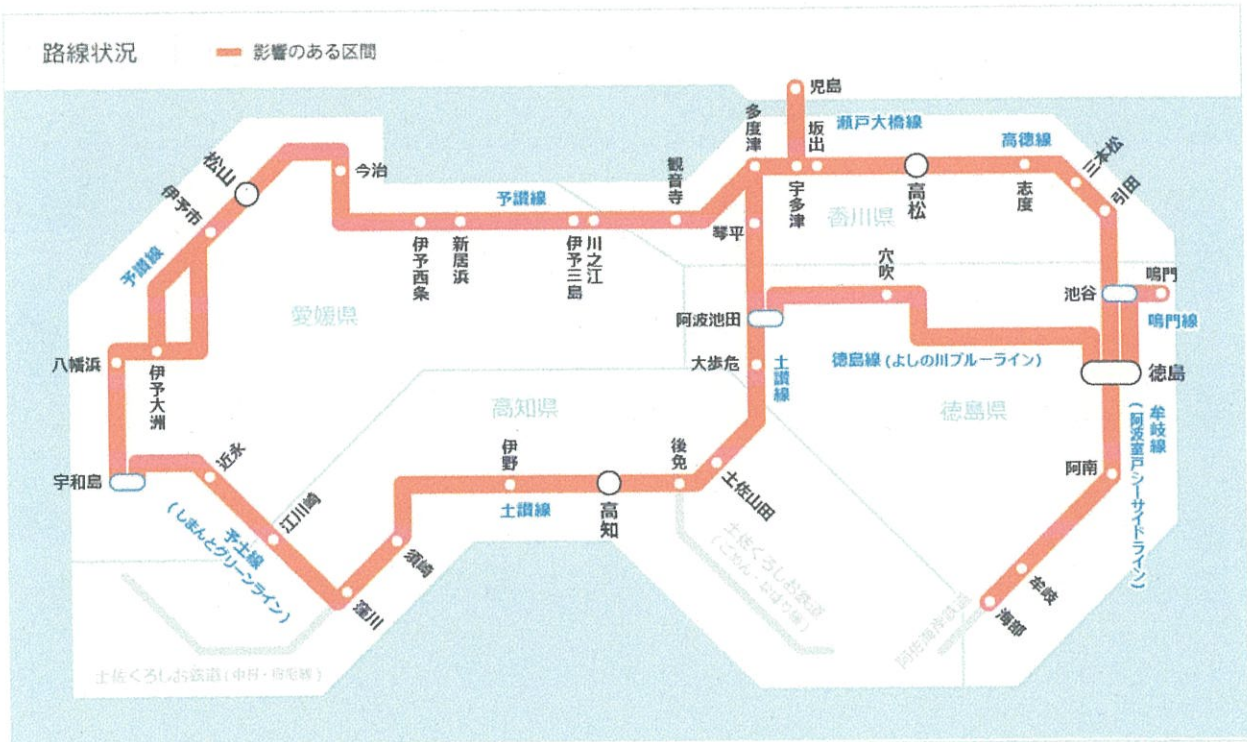 路線状況
影響のある区間
児島
多度津
坂出
瀬戸大橋線
高徳線
三本松
松山
今治
観音寺
宇多津
高松
志度
引田
伊予市
予讃線
香川県
琴平
伊予西条
新居浜
伊予三島
川之江
穴吹
鳴門
予讃線
池谷
鳴門線
愛媛県
阿波池田
八幡浜
伊予大洲
大歩危
土讃線
徳島線(よしの川ブルーライン)
徳島
高知県
徳島県
牟岐線
(阿波室戸シーサイドライン)
近永
伊野
後免
阿南
宇和島
土讃線
高知
土佐山田
江川崎
予土線
(しまんとグリーンライン)
須崎
土佐くろしお鉄道
(ごめん・なはり線)
牟岐
窪川
阿佐海岸鉄道
海部
土佐くろしお鉄道(中村・宿毛線)